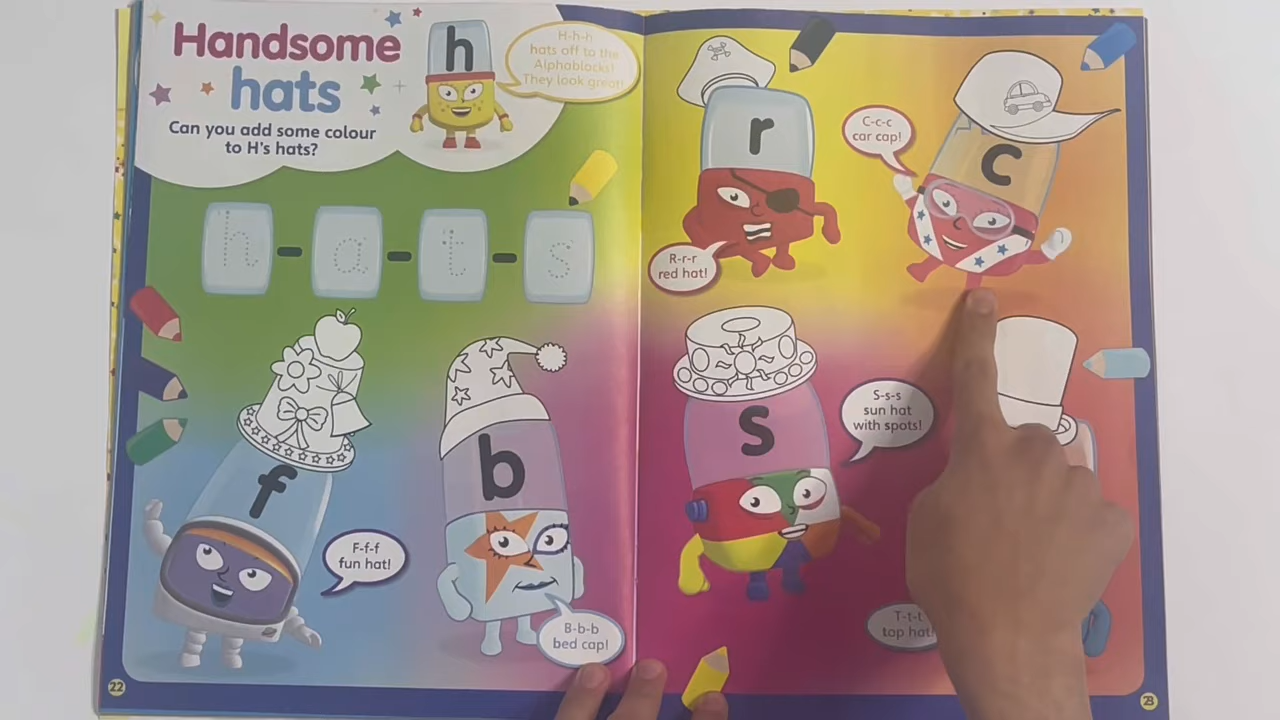 Handsome
hats
Can you add some colour
to H's hats?
h
H-h-h
hats off to the
Alphablocks!
They look great!
h - a - t - s
f
F-f-f
fun hat!
b
B-b-b
bed cap!
22
r
R-r-r
red hat!
C-c-c
car cap!
c
s
S-s-s
sun hat
with spots!
T-t-t
top hat!
23